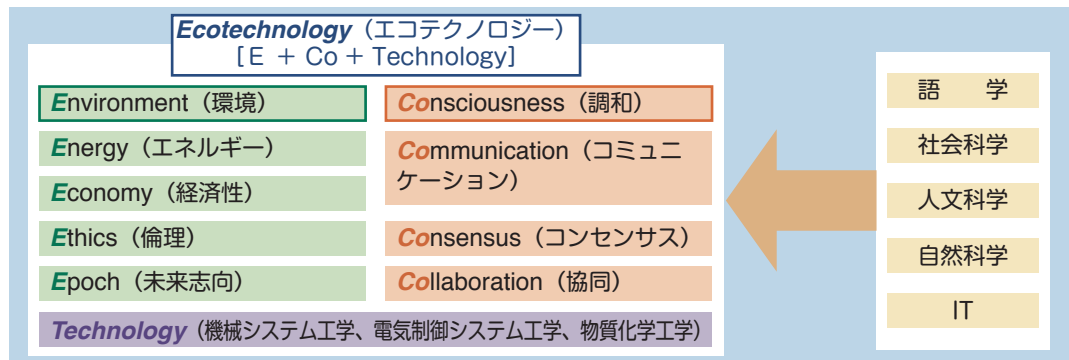 Ecotechnology（エコテクノロジー）
[E + Co + Technology]
Environment（環境）
Energy（エネルギー）
Economy（経済性）
Ethics（倫理）
Epoch（未来志向）
Consciousness（調和）
Communication（コミュニ
ケーション）
Consensus（コンセンサス）
Collaboration（協同）
Technology（機械システム工学、電気制御システム工学、物質化学工学）
語　学
社会科学
人文科学
自然科学
IT